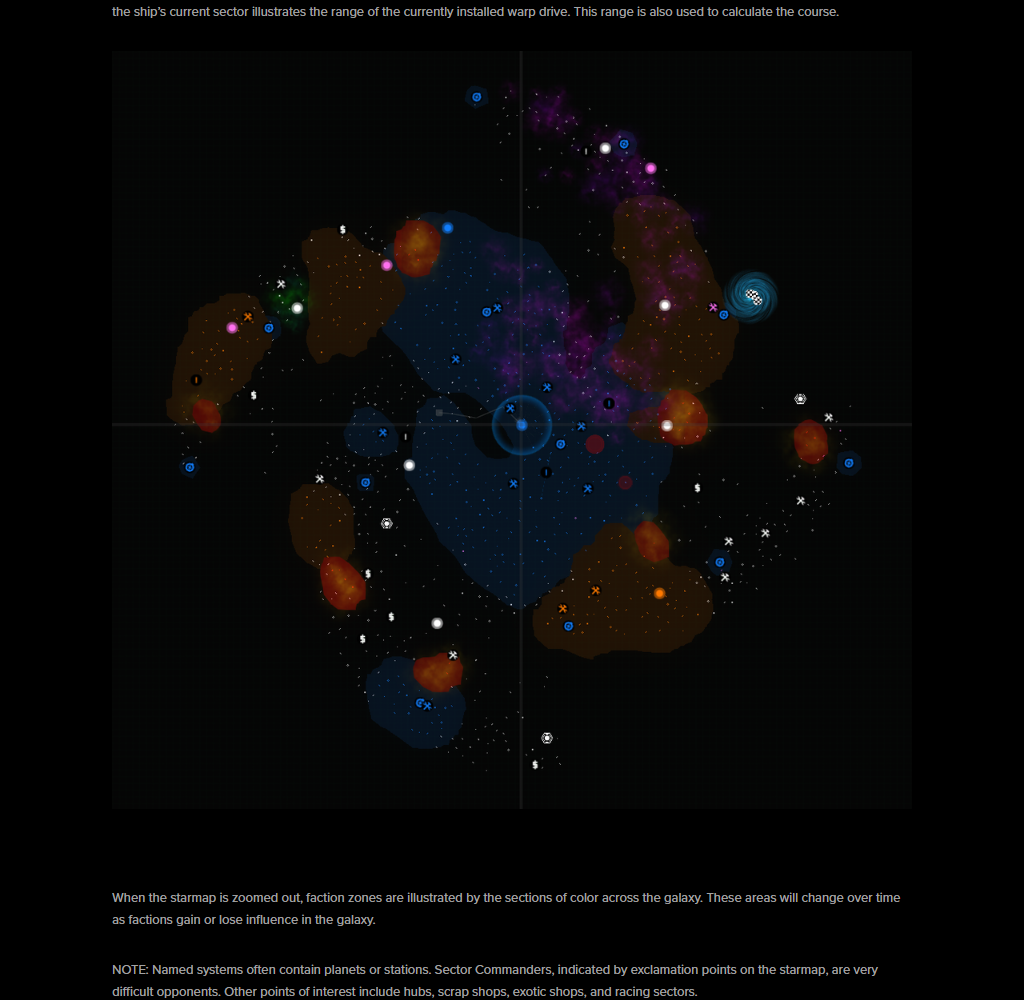 the ship's current sector illustrates the range of the currently installed warp drive. This range is also used to calculate the course.
$
$
$
$
$
$
$
When the starmap is zoomed out, faction zones are illustrated by the sections of color across the galaxy. These areas will change over time
as factions gain or lose influence in the galaxy.
NOTE: Named systems often contain planets or stations. Sector Commanders, indicated by exclamation points on the starmap, are very
difficult opponents. Other points of interest include hubs, scrap shops, exotic shops, and racing sectors.